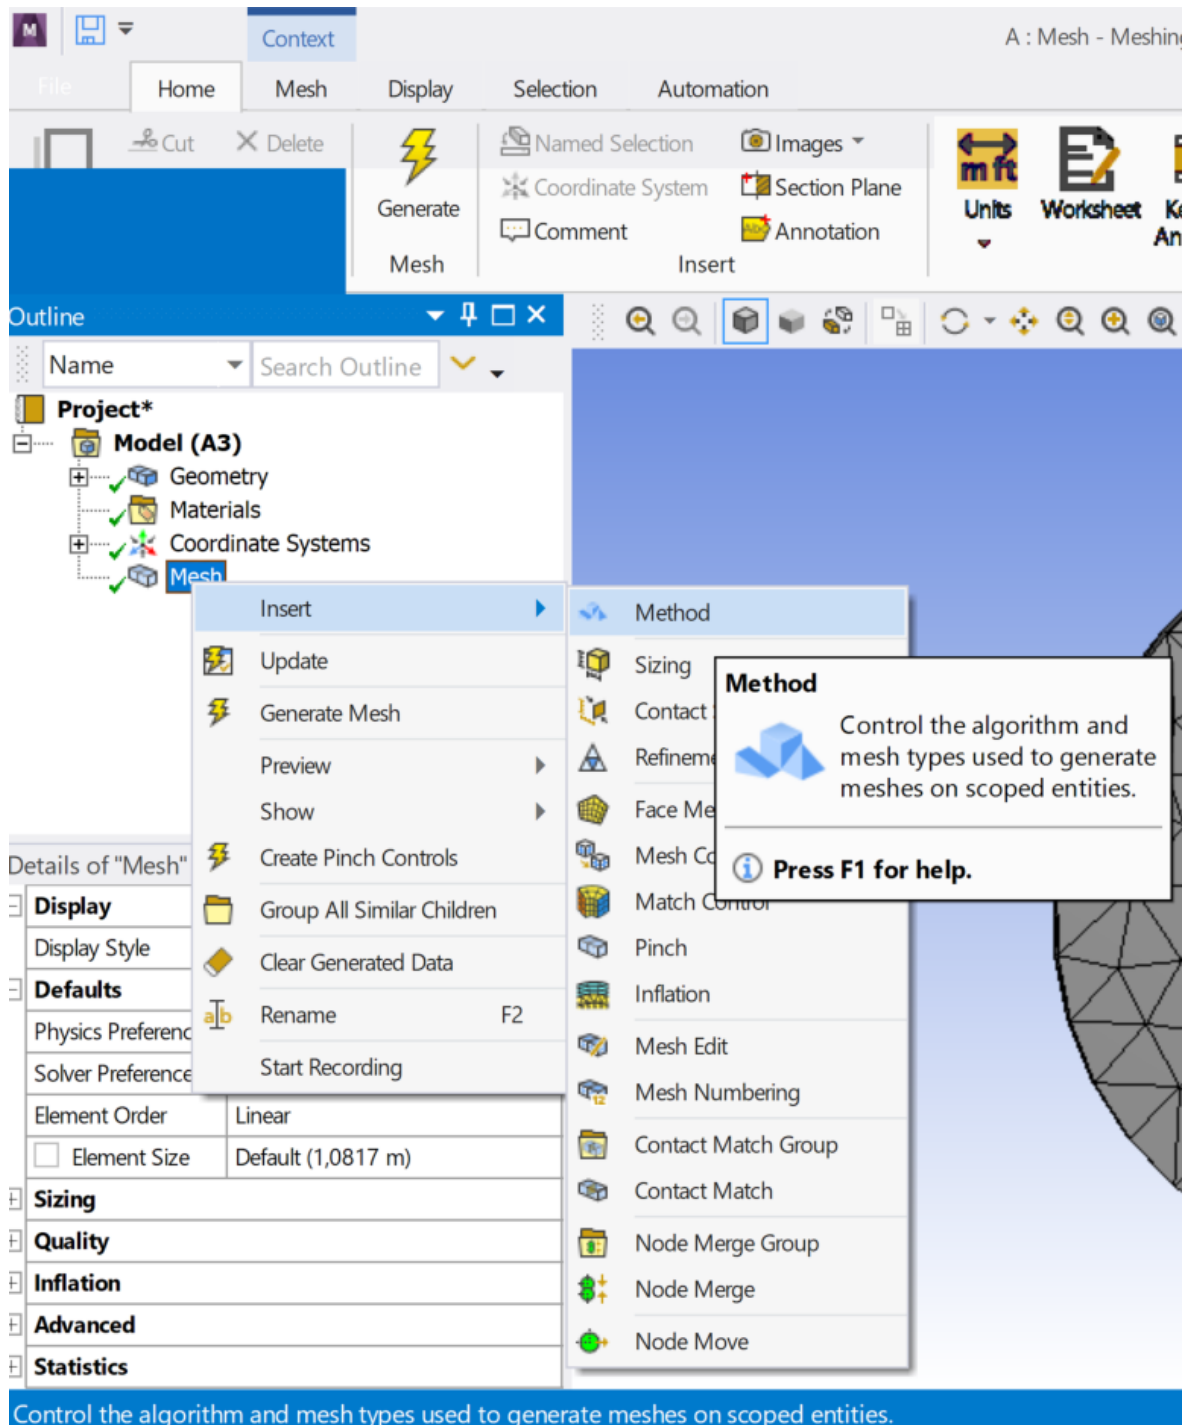 M
Context
A : Mesh - Meshing
File
Home
Mesh
Display
Selection
Automation
Cut
Delete
Generate
Mesh
Named Selection
Coordinate System
Comment
Images
Section Plane
Annotation
Insert
Units
Worksheet
Outline
Name
Search Outline
Project*
Model (A3)
Geometry
Materials
Coordinate Systems
Mesh
Insert
Update
Generate Mesh
Preview
Show
Create Pinch Controls
Group All Similar Children
Clear Generated Data
Rename F2
Start Recording
Method
Sizing
Contact
Refineme
Face Me
Mesh Co
Match Control
Pinch
Inflation
Mesh Edit
Mesh Numbering
Contact Match Group
Contact Match
Node Merge Group
Node Merge
Node Move
Method
Control the algorithm and
mesh types used to generate
meshes on scoped entities.
Press F1 for help.
Details of "Mesh"
Display
Display Style
Defaults
Physics Preferenc
Solver Preference
Element Order Linear
Element Size Default (1,0817 m)
Sizing
Quality
Inflation
Advanced
Statistics
Control the algorithm and mesh types used to generate meshes on scoped entities.